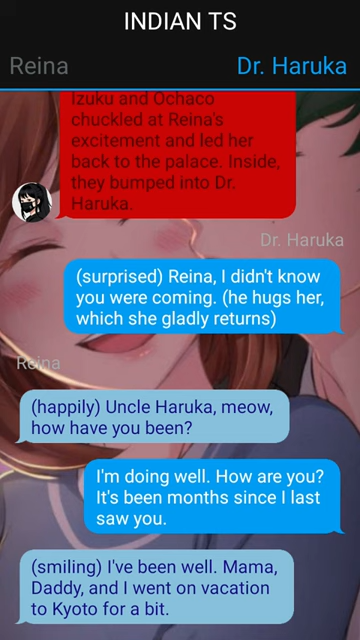 INDIAN TS
Reina
Dr. Haruka
Izuku and Ochaco
chuckled at Reina's
excitement and led her
back to the palace. Inside,
they bumped into Dr.
Haruka.
Dr. Haruka
(surprised) Reina, I didn't know
you were coming. (he hugs her,
which she gladly returns)
Reina
(happily) Uncle Haruka, meow,
how have you been?
I'm doing well. How are you?
It's been months since I last
saw you.
(smiling) I've been well. Mama,
Daddy, and I went on vacation
to Kyoto for a bit.